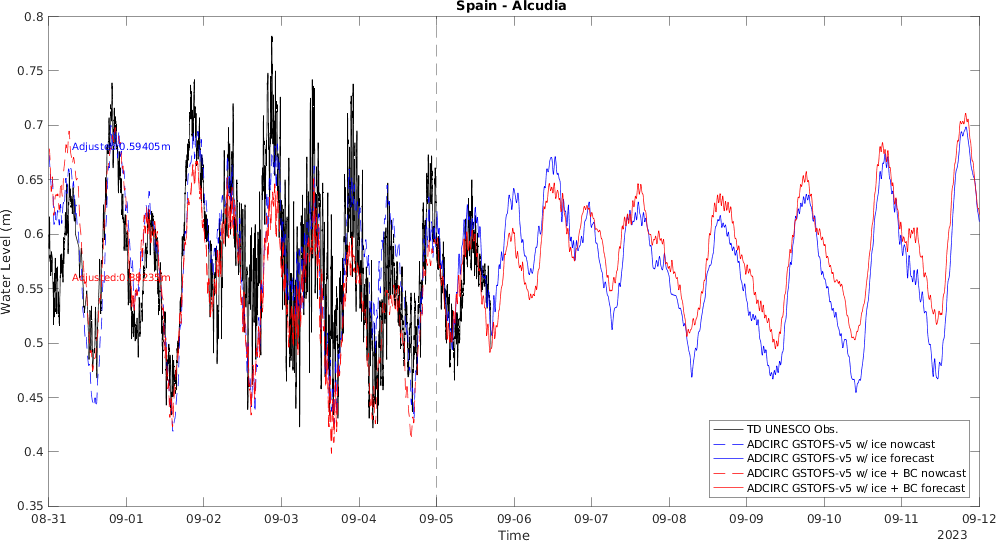 Spain - Alcudia
0.8
0.75
0.7
0.65
0.6
0.55
0.5
0.45
0.4
0.35
Water Level (m)
Adjusted:0.59405m
Adjusted:0.38235m
TD UNESCO Obs.
ADCIRC GSTOFS-v5 w/ ice nowcast
ADCIRC GSTOFS-v5 w/ ice forecast
ADCIRC GSTOFS-v5 w/ ice + BC nowcast
ADCIRC GSTOFS-v5 w/ ice + BC forecast
08-31 09-01 09-02 09-03 09-04 09-05 09-06 09-07 09-08 09-09 09-10 09-11 09-12
Time
2023